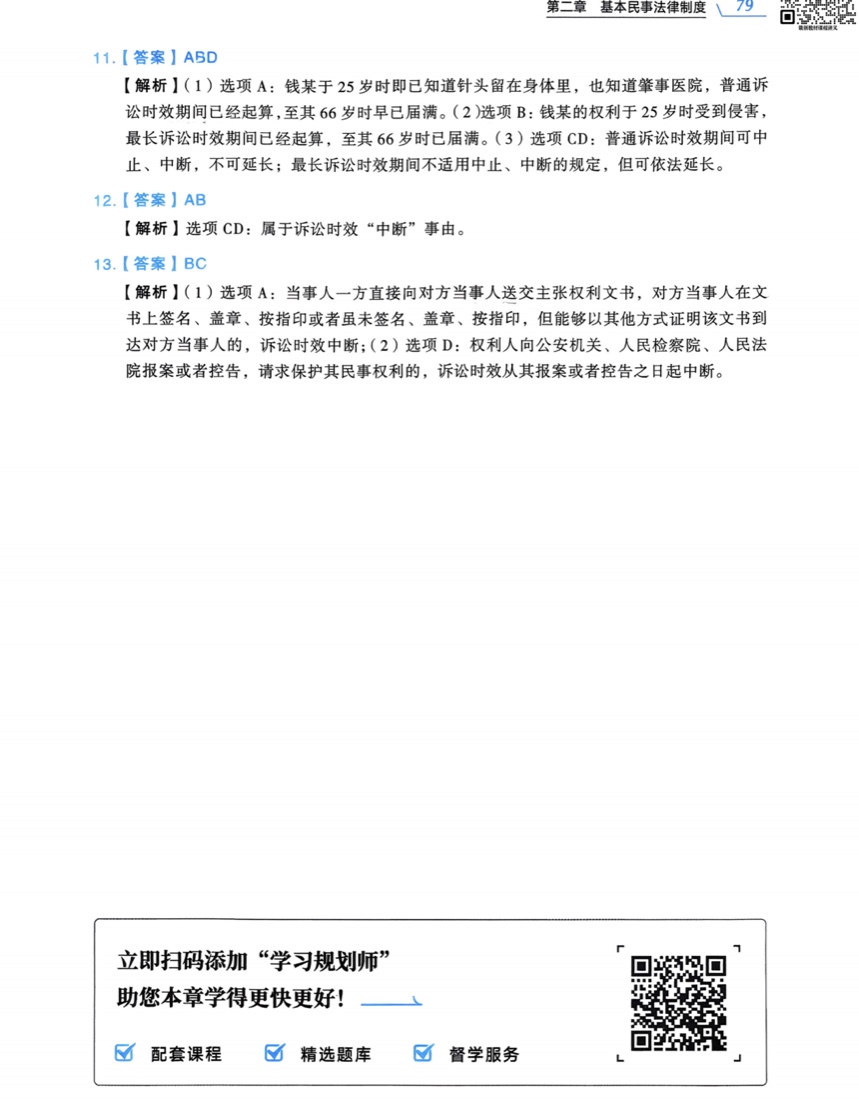 第二章 基本民事法律制度 79
11.【答案】ABD
【解析】(1)选项 A：钱某于 25 岁时即已知道针头留在身体里，也知道肇事医院，普通诉
讼时效期间已经起算，至其 66 岁时早已届满。(2)选项 B：钱某的权利于 25 岁时受到侵害，
最长诉讼时效期间已经起算，至其 66 岁时已届满。(3)选项 CD：普通诉讼时效期间可中
止、中断，不可延长；最长诉讼时效期间不适用中止、中断的规定，但可依法延长。
12.【答案】AB
【解析】选项 CD：属于诉讼时效“中断”事由。
13.【答案】BC
【解析】(1)选项 A：当事人一方直接向对方当事人送交主张权利文书，对方当事人在文
书上签名、盖章、按指印或者虽未签名、盖章、按指印，但能够以其他方式证明该文书到
达对方当事人的，诉讼时效中断；(2)选项 D：权利人向公安机关、人民检察院、人民法
院报案或者控告，请求保护其民事权利的，诉讼时效从其报案或者控告之日起中断。
立即扫码添加“学习规划师”
助您本章学得更快更好！
配套课程 精选题库 督学服务